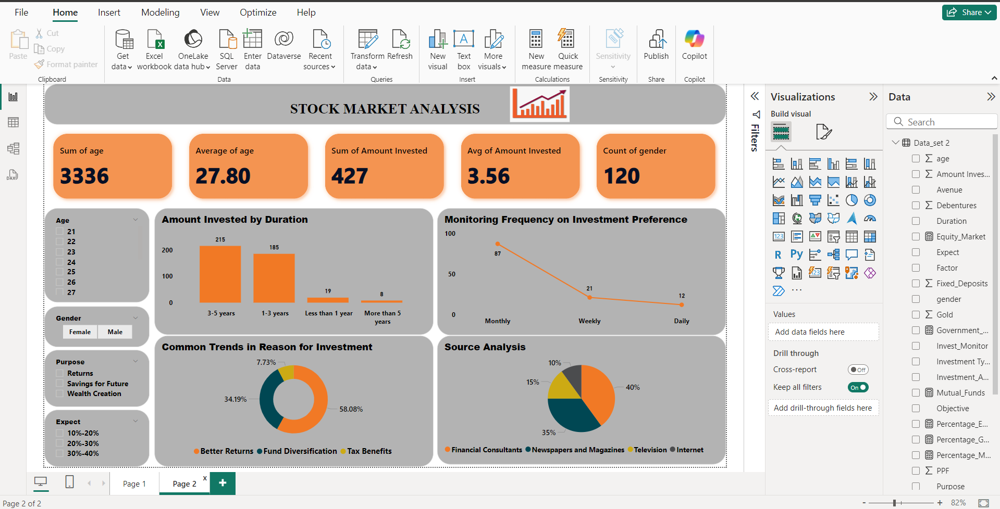 File Home Insert Modeling View Optimize Help Share
Paste
Cut
Copy
Format painter
Clipboard
Get data
Excel workbook
OneLake data hub
SQL Server
Enter data
Dataverse
Recent sources
Data
Transform data
Refresh
Queries
New visual
Text box
More visuals
Insert
New measure
Quick measure
Calculations
Sensitivity
Sensitivity
Publish
Share
Copilot
Copilot
STOCK MARKET ANALYSIS
Sum of age
3336
Average of age
27.80
Sum of Amount Invested
427
Avg of Amount Invested
3.56
Count of gender
120
Age
21
22
23
24
25
26
27
Gender
Female Male
Purpose
Returns
Savings for Future
Wealth Creation
Expect
10%-20%
20%-30%
30%-40%
Amount Invested by Duration
200
100
0
215
185
19
8
3-5 years
1-3 years
Less than 1 year
More than 5
years
Monitoring Frequency on Investment Preference
100
50
0
87
21
12
Monthly Weekly Daily
Common Trends in Reason for Investment
7.73%
34.19%
58.08%
Better Returns Fund Diversification Tax Benefits
Source Analysis
10%
15%
40%
35%
Financial Consultants Newspapers and Magazines Television Internet
Filters
Visualizations
Build visual
123
R Py
123
...
Values
Add data fields here
Drill through
Cross-report Off
Keep all filters On
Add drill-through fields here
Data
Search
Data_set 2
age
Amount Inves...
Avenue
Debentures
Duration
Equity_Market
Expect
Factor
Fixed_Deposits
gender
Gold
Government_...
Invest_Monitor
Investment Ty...
Investment_A...
Mutual_Funds
Objective
Percentage_E...
Percentage_G...
Percentage_M...
PPF
Purpose
DAX
Page 1
Page 2 x
+
Page 2 of 2
- + 82%